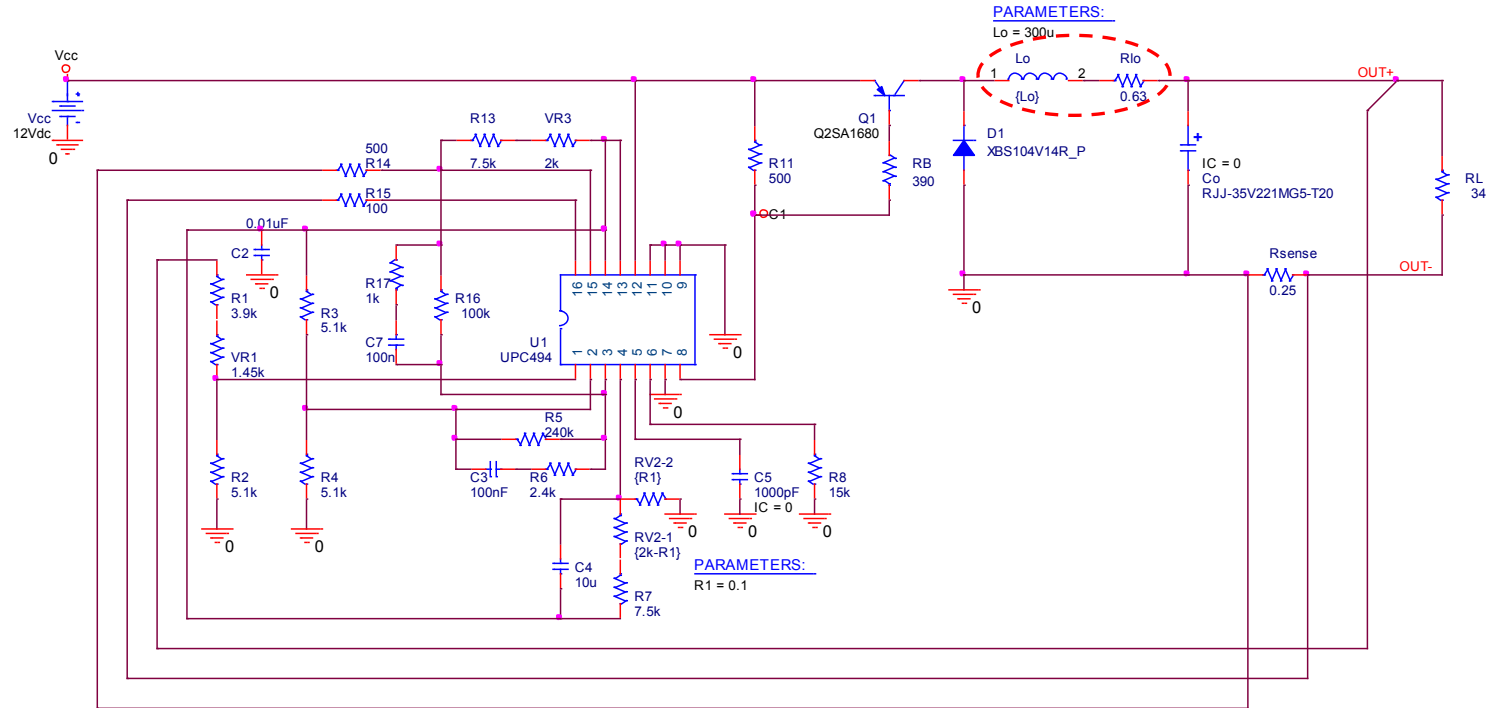 PARAMETERS:
Lo = 300u
Vcc
Lo
Rlo
1
2
OUT+
{Lo}
0.63
Vcc
12Vdc
0
R13
VR3
Q1
Q2SA1680
D1
XBS104V14R_P
7.5k
2k
500
R14
R11
500
RB
390
IC = 0
Co
RJJ-35V221MG5-T20
RL
34
R15
100
C1
0.01uF
C2
0
Rsense
OUT-
0.25
0
R1
3.9k
R17
1k
R3
5.1k
R16
100k
16 15 14 13 12 11 10 9
U1
UPC494
1 2 3 4 5 6 7 8
0
VR1
1.45k
C7
100n
0
R5
240k
R2
5.1k
R4
5.1k
C3
100nF
R6
2.4k
RV2-2
{R1}
C5
1000pF
IC = 0
R8
15k
0
0
0
0
0
RV2-1
{2k-R1}
C4
10u
PARAMETERS:
R1 = 0.1
R7
7.5k